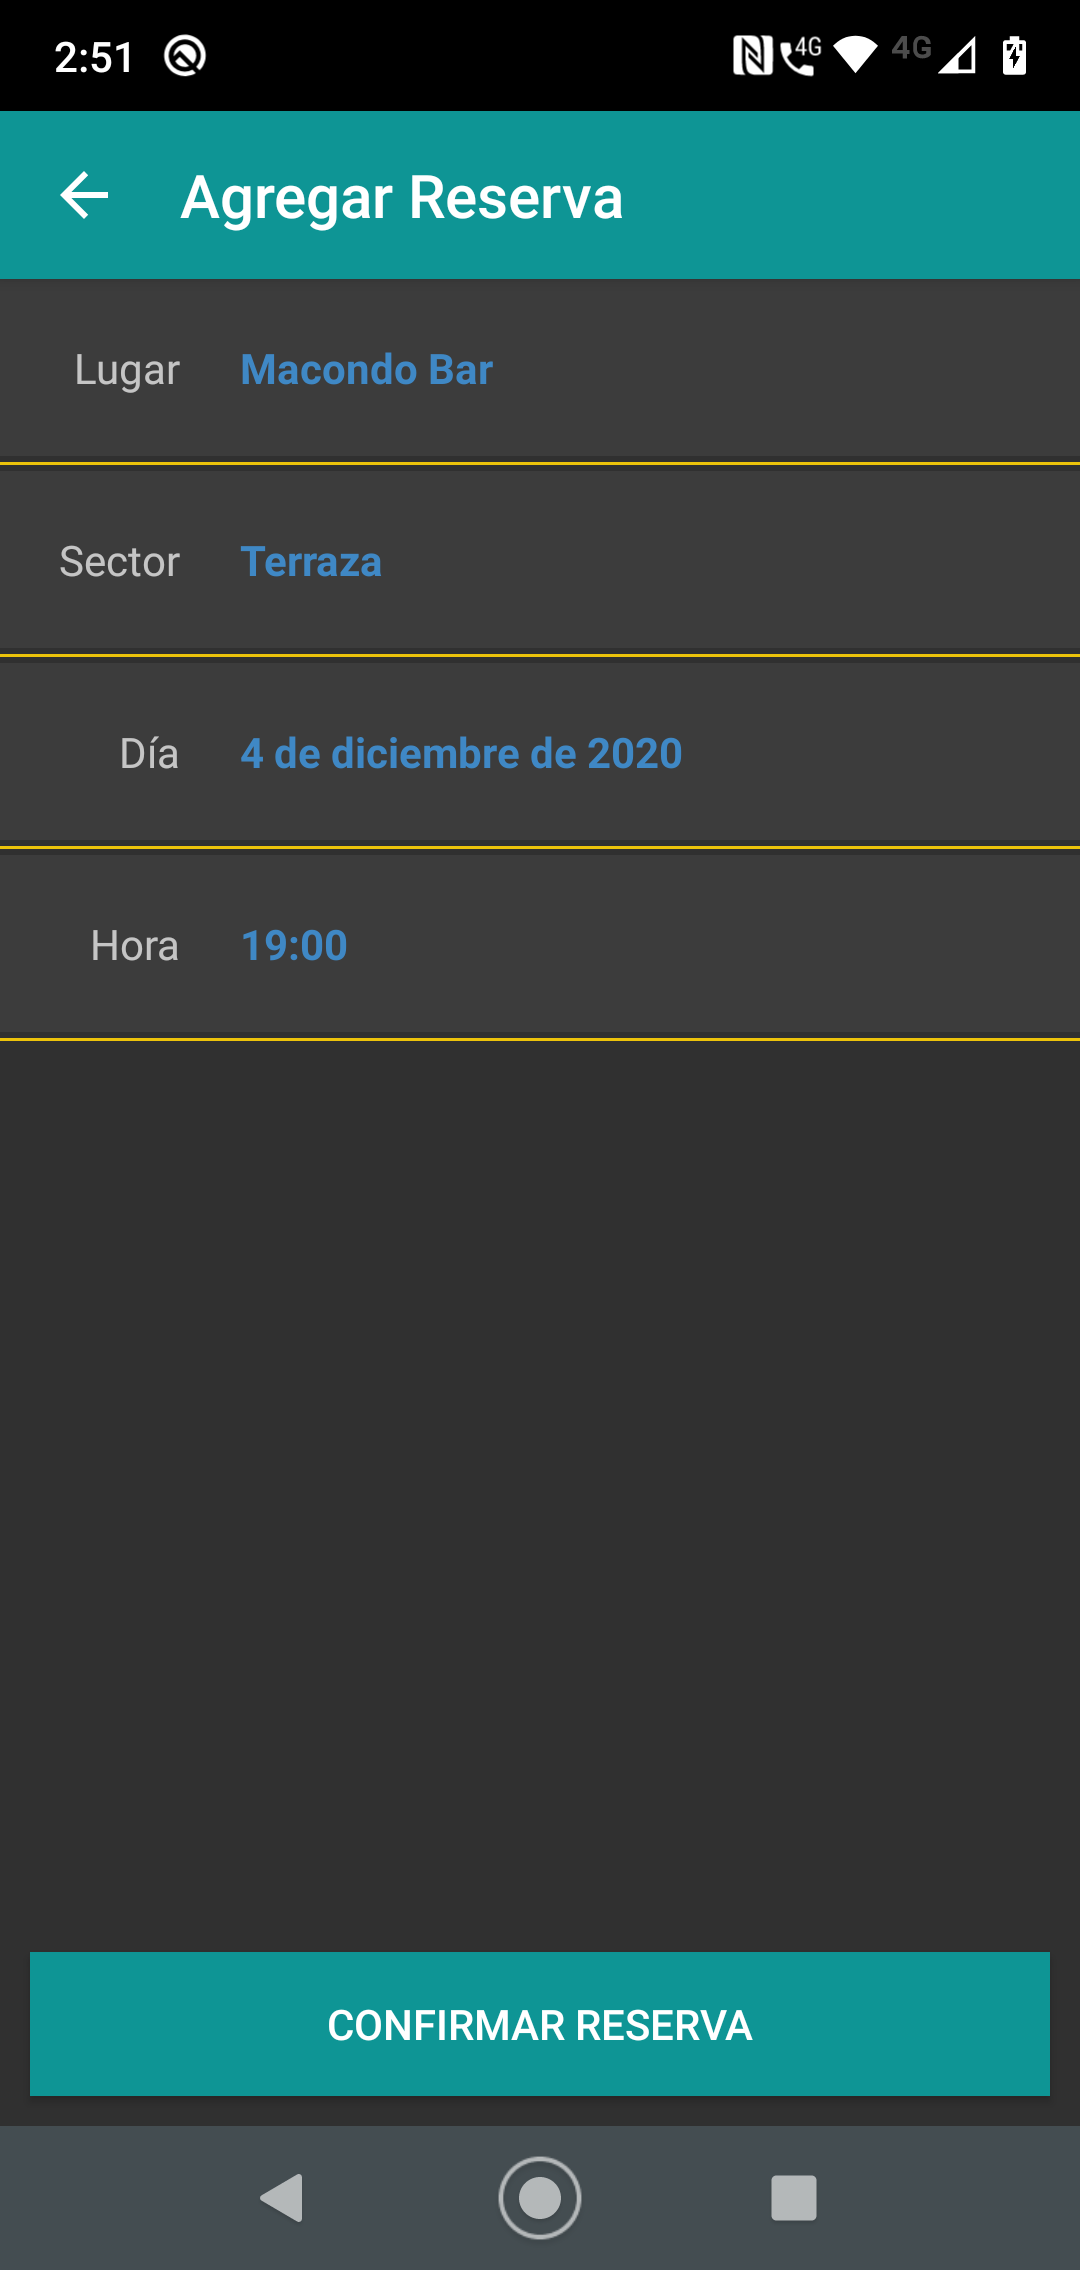 2:51 4G 4G
Agregar Reserva
Lugar Macondo Bar
Sector Terraza
Día 4 de diciembre de 2020
Hora 19:00
CONFIRMAR RESERVA